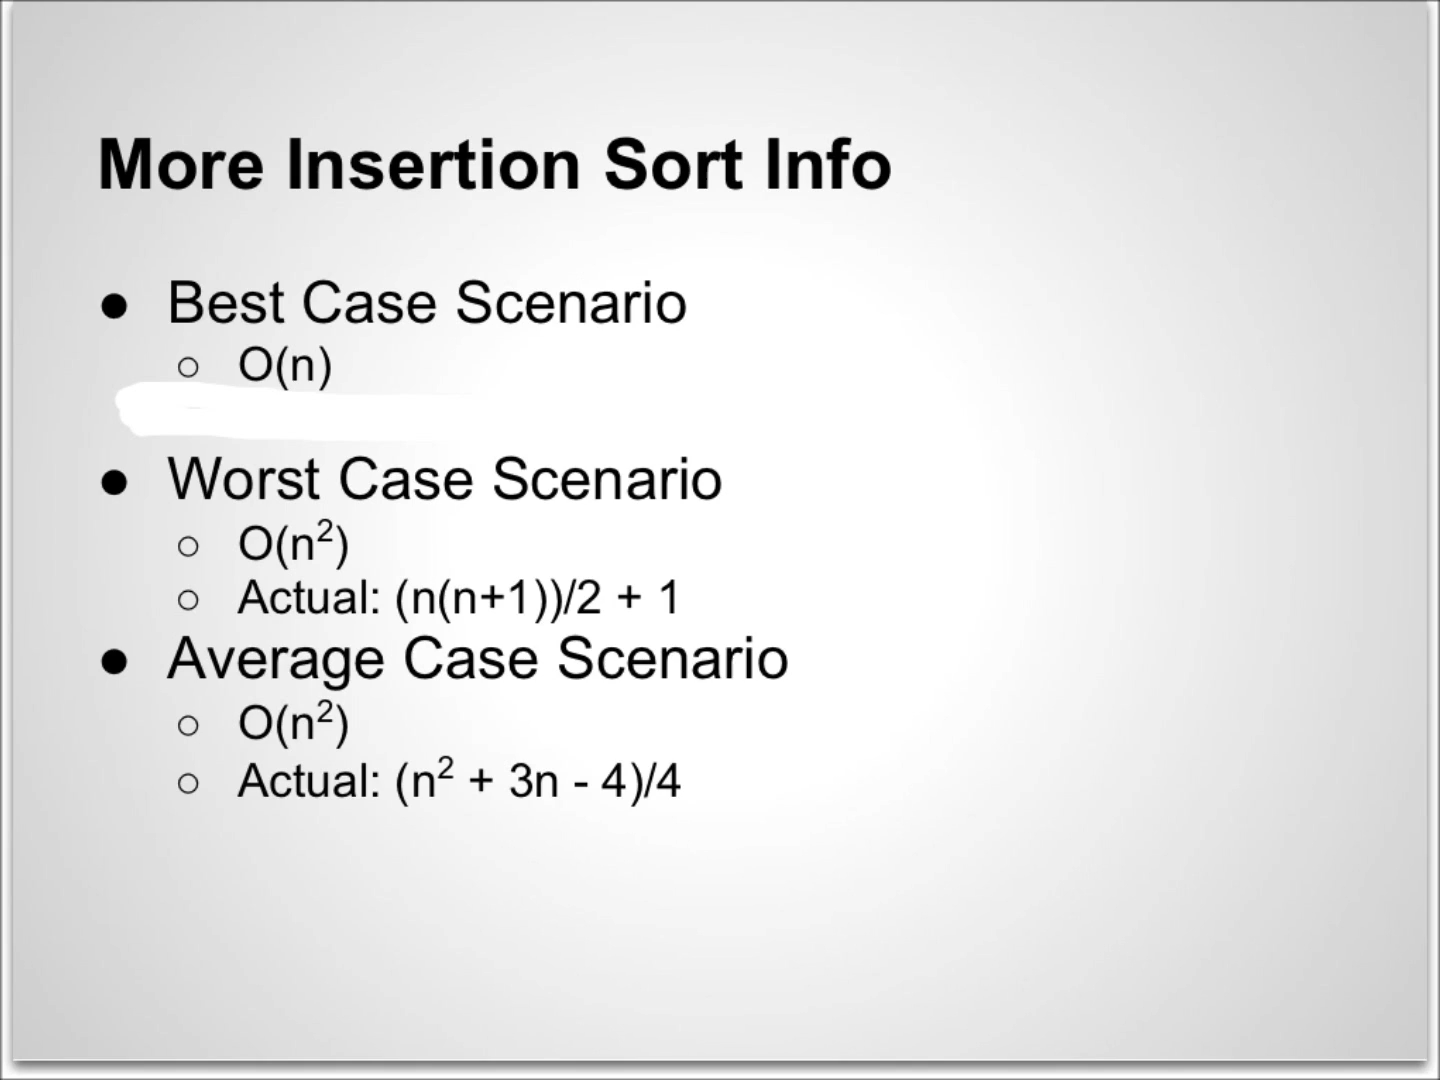 More Insertion Sort Info
● Best Case Scenario
○ O(n)
● Worst Case Scenario
○ O(n²)
○ Actual: (n(n+1))/2 + 1
● Average Case Scenario
○ O(n²)
○ Actual: (n² + 3n - 4)/4